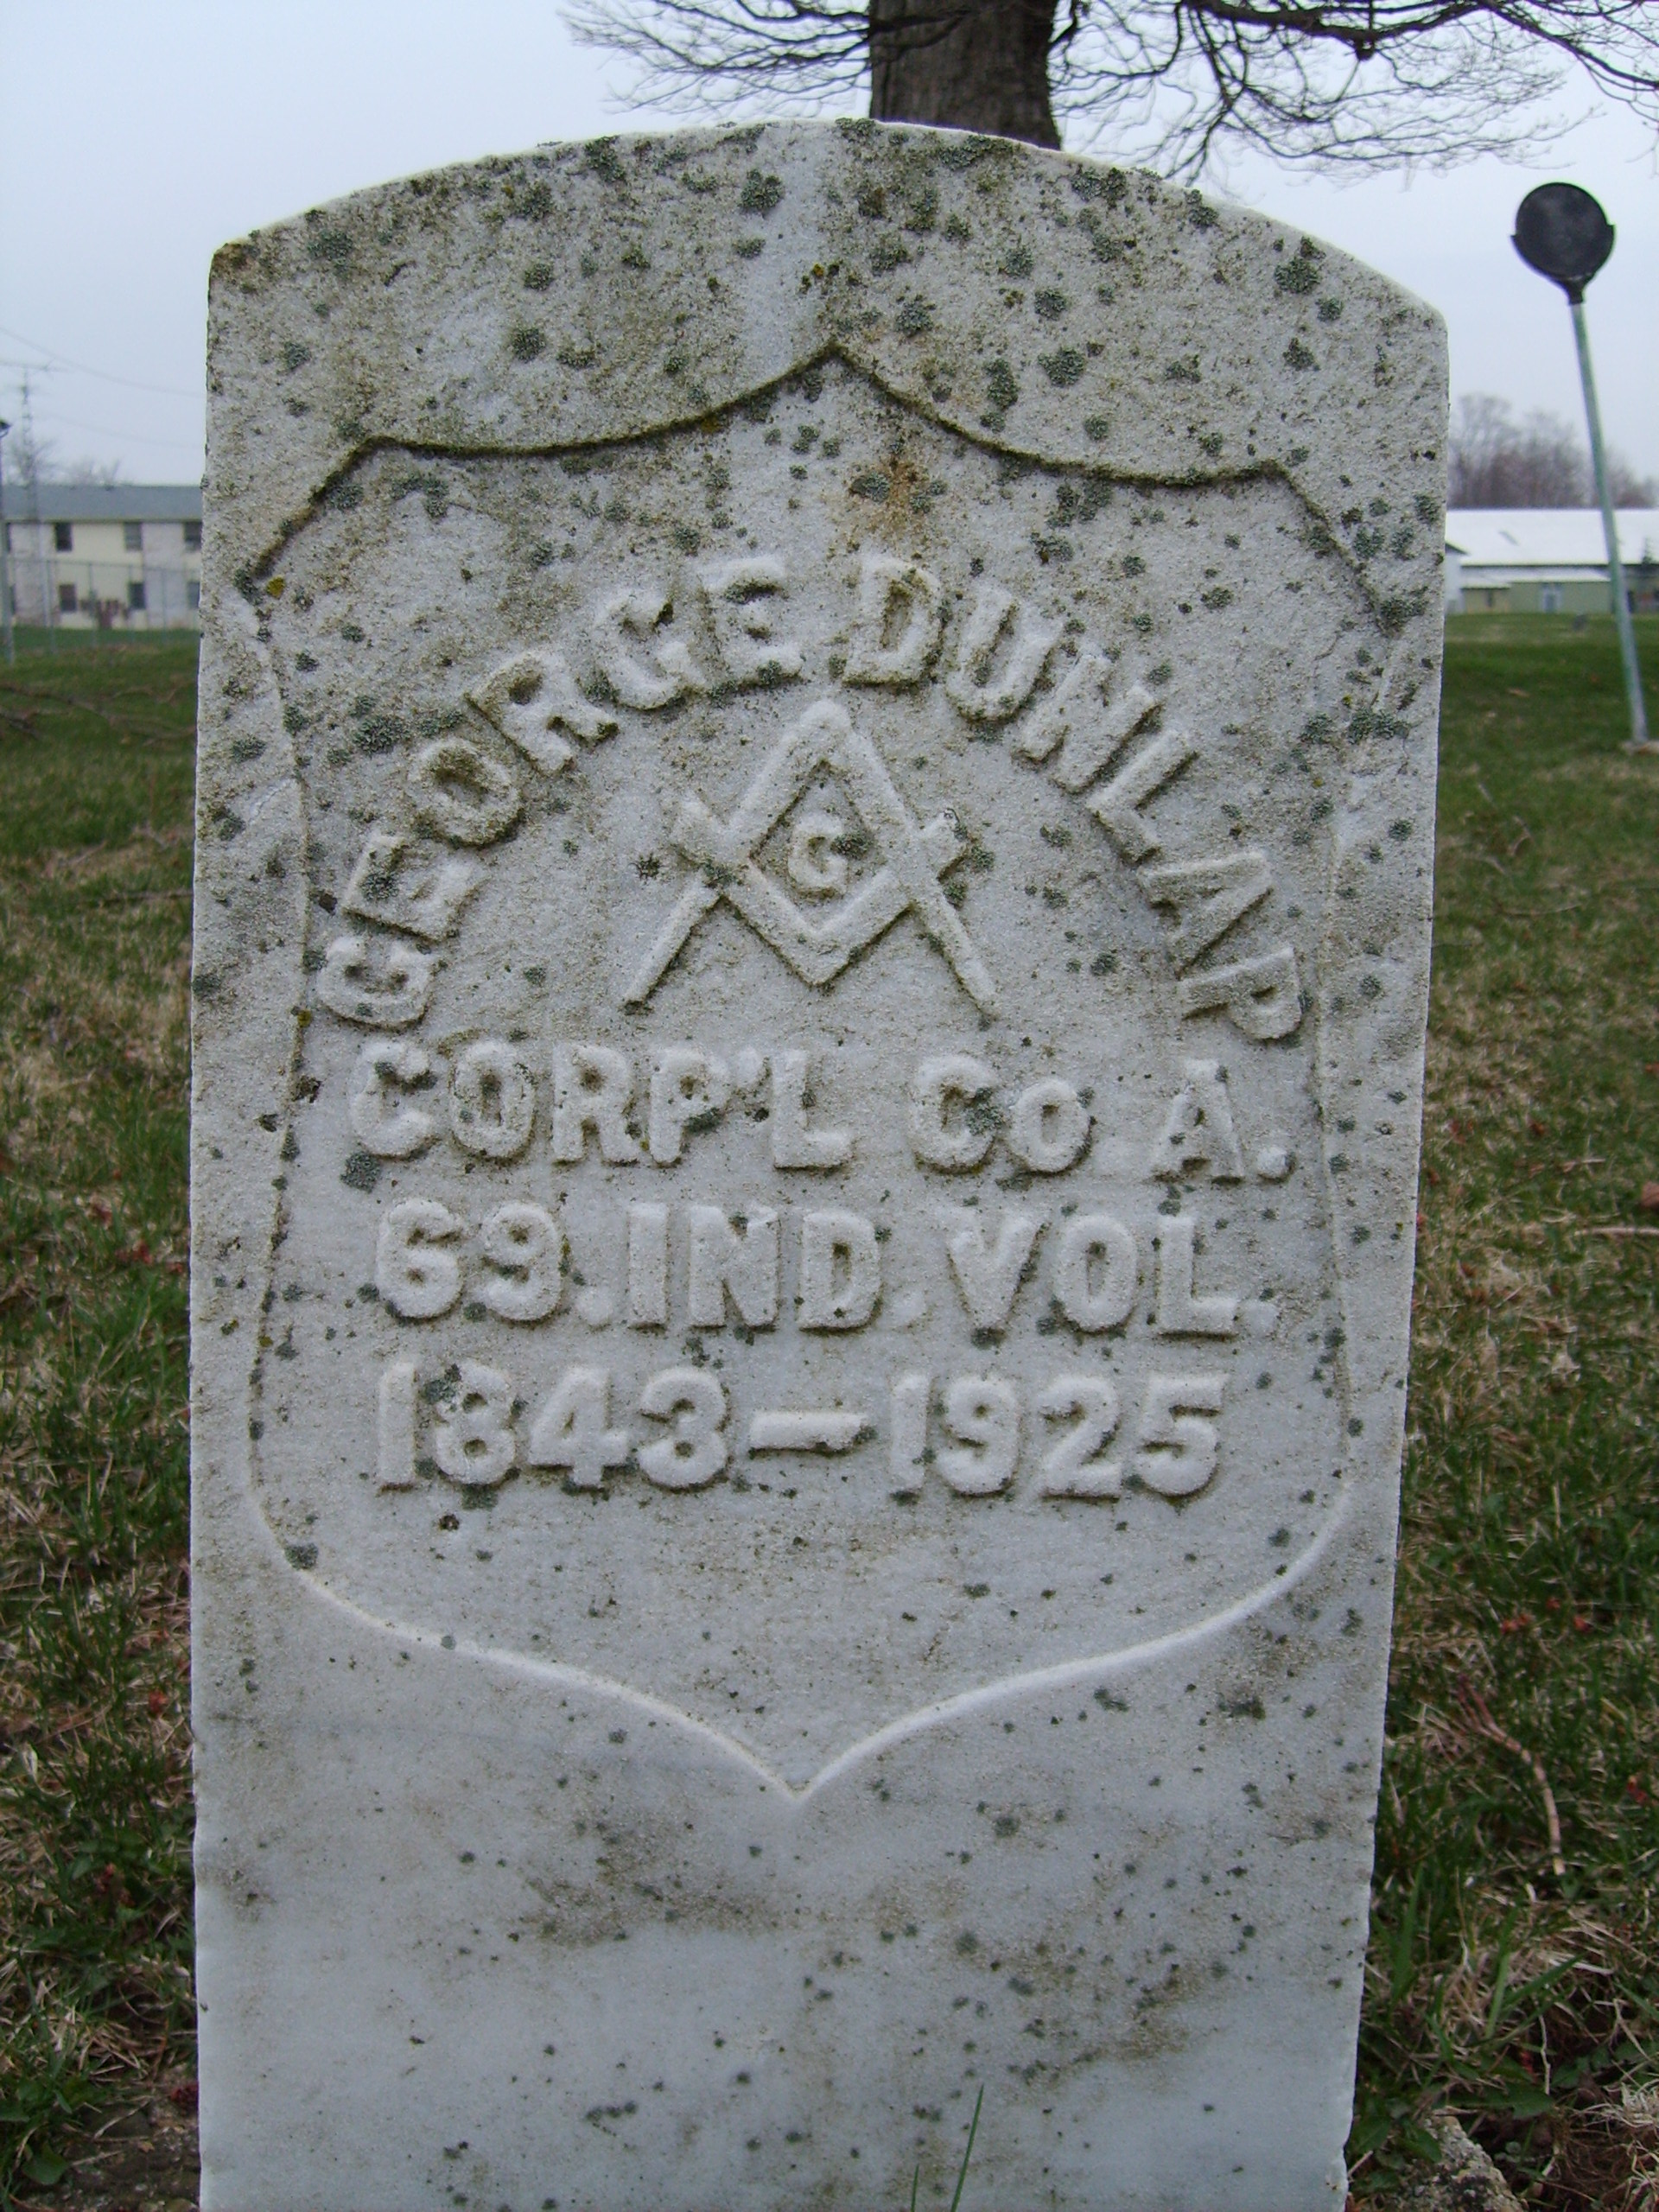 GEORGE DUNLAP
G
CORP'L CO A.
69. IND. VOL.
1843—1925